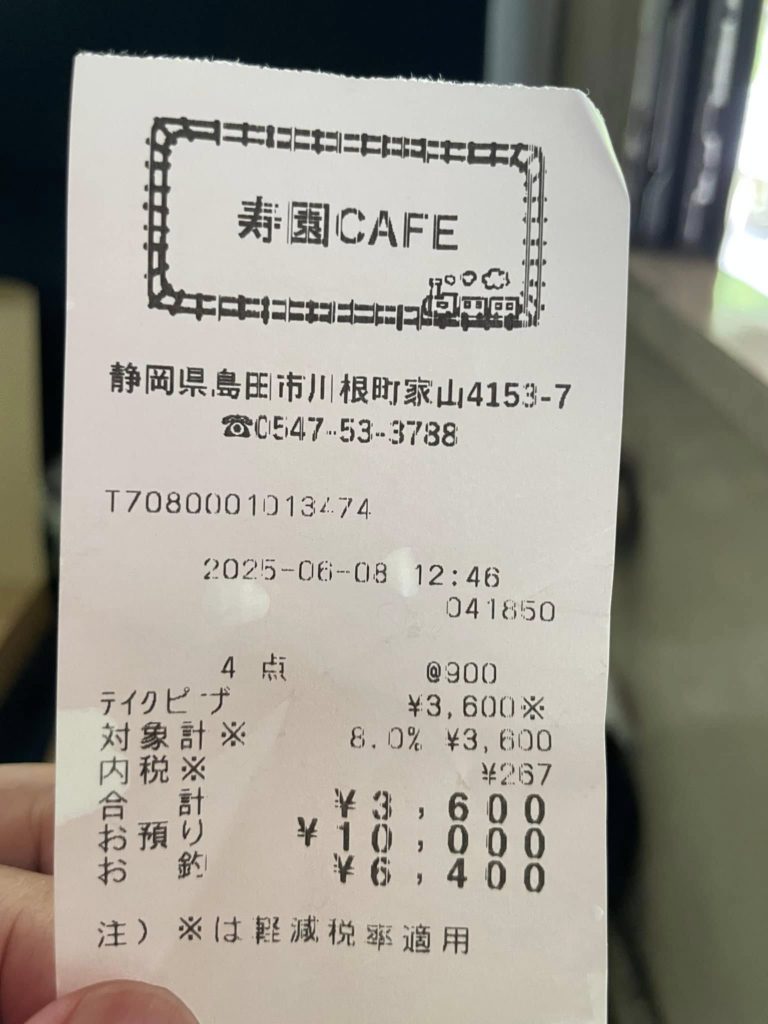 寿園CAFE
静岡県島田市川根町家山4153-7
☎0547-53-3788
T7080001013474
2025-06-08 12:46
041850
4 点 @900
テイクピザ ¥3,600※
対象計※ 8.0% ¥3,600
内税※ ¥267
合 計 ¥3,600
お預り ¥10,000
お 釣 ¥6,400
注）※は軽減税率適用